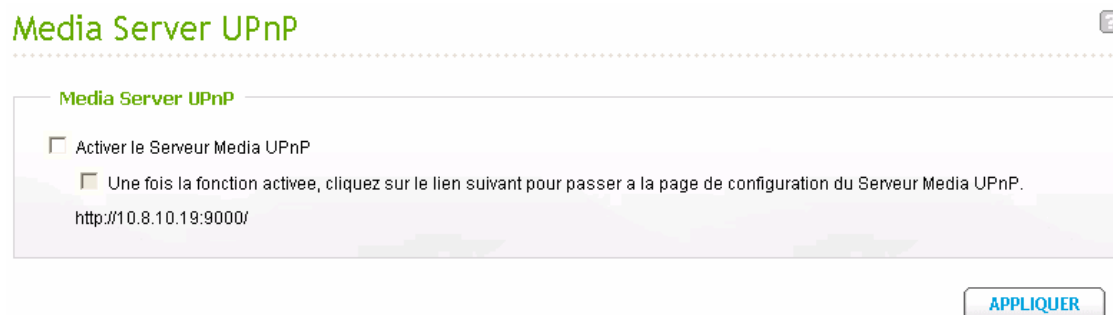 Media Server UPnP
?
Media Server UPnP
Activer le Serveur Media UPnP
Une fois la fonction activee, cliquez sur le lien suivant pour passer a la page de configuration du Serveur Media UPnP.
http://10.8.10.19:9000/
APPLIQUER